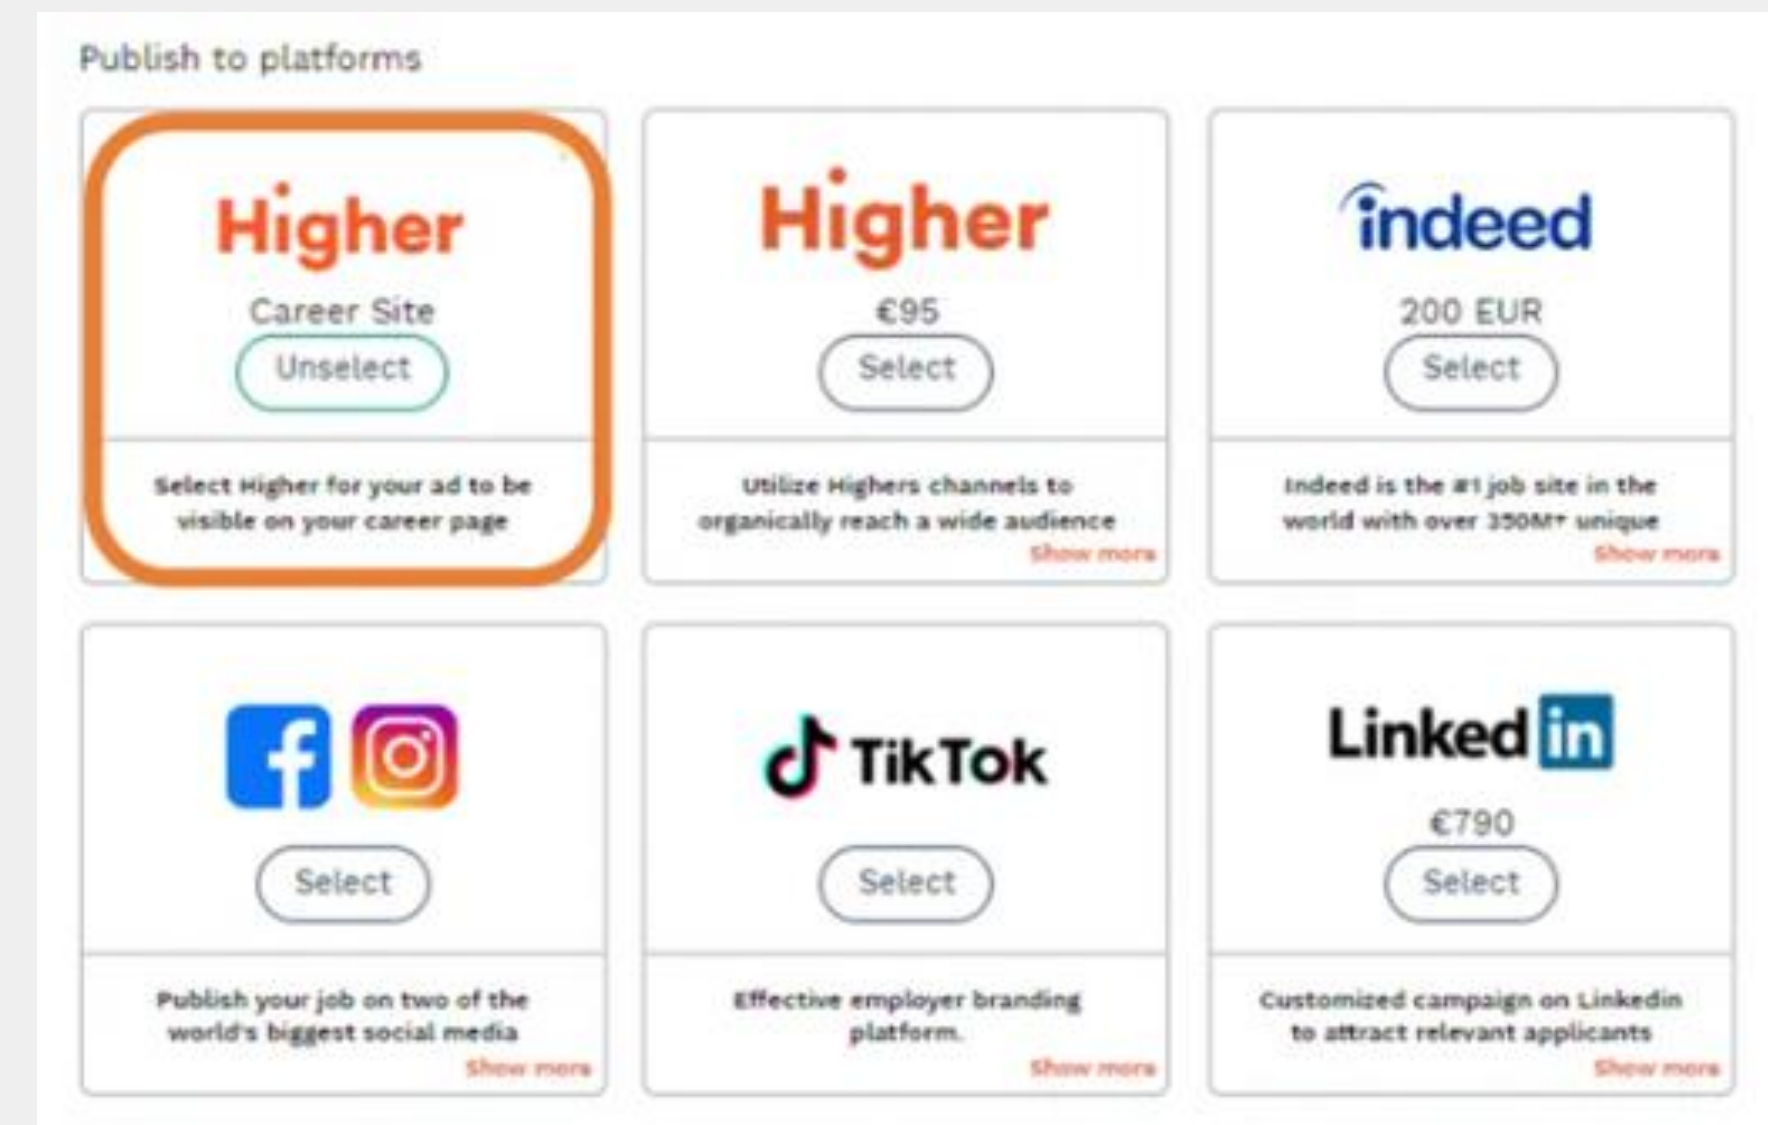 Publish to platforms
Higher
Career Site
Unselect
Select Higher for your ad to be
visible on your career page
Higher
€95
Select
Utilize Highers channels to
organically reach a wide audience
Show more
indeed
200 EUR
Select
Indeed is the #1 job site in the
world with over 350M+ unique
Show more
Select
Publish your job on two of the
world's biggest social media
Show more
TikTok
Select
Effective employer branding
platform.
Show more
Linkedin
€790
Select
Customized campaign on Linkedin
to attract relevant applicants
Show more